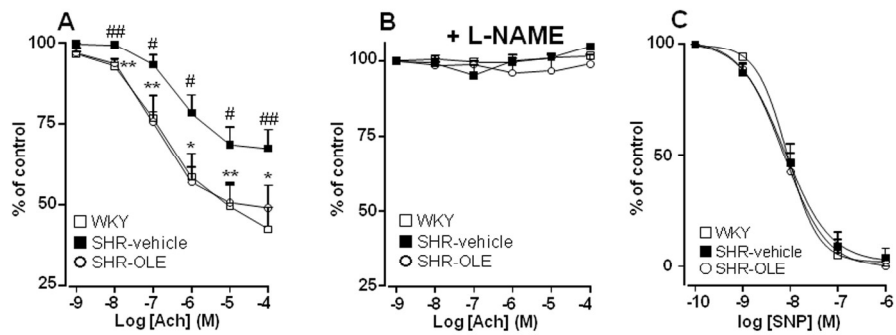 A
##
#
100
**
**
#
#
##
75
*
**
*
50
WKY
SHR-vehicle
SHR-OLE
25
-9 -8 -7 -6 -5 -4
Log [Ach] (M)
% of control
B
+ L-NAME
100
75
50
WKY
SHR-vehicle
SHR-OLE
25
-9 -8 -7 -6 -5 -4
Log [Ach] (M)
% of control
C
100
50
WKY
SHR-vehicle
SHR-OLE
0
-10 -9 -8 -7 -6
log [SNP] (M)
% of control